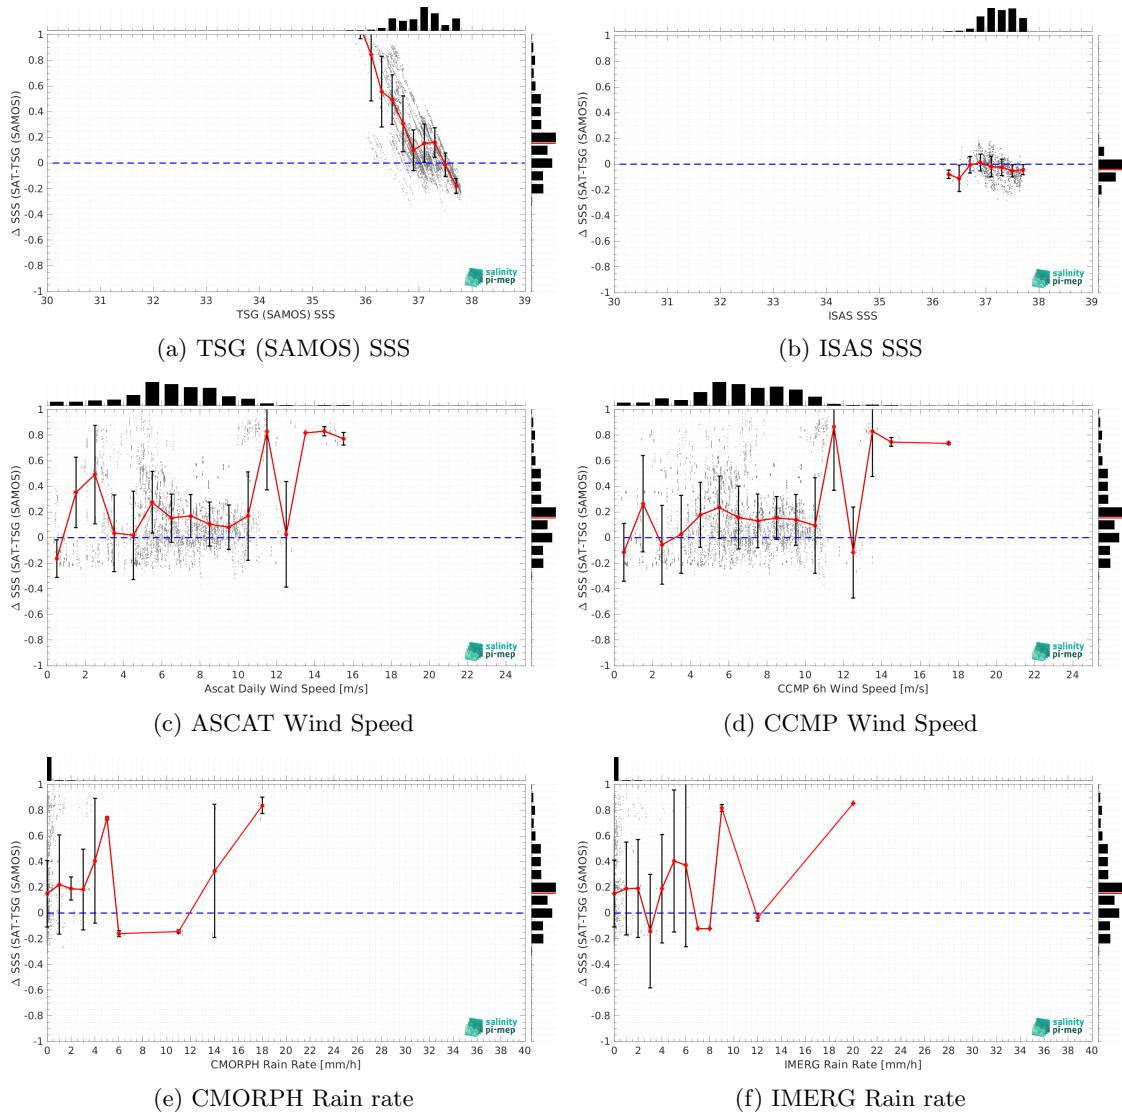 1
0.8
0.6
0.4
0.2
0
-0.2
-0.4
-0.6
-0.8
-1
Δ SSS (SAT-TSG (SAMOS))
salinity
pi-mep
30 31 32 33 34 35 36 37 38 39
TSG (SAMOS) SSS
(a) TSG (SAMOS) SSS
1
0.8
0.6
0.4
0.2
0
-0.2
-0.4
-0.6
-0.8
-1
Δ SSS (SAT-TSG (SAMOS))
salinity
pi-mep
30 31 32 33 34 35 36 37 38 39
ISAS SSS
(b) ISAS SSS
1
0.8
0.6
0.4
0.2
0
-0.2
-0.4
-0.6
-0.8
-1
Δ SSS (SAT-TSG (SAMOS))
salinity
pi-mep
0 2 4 6 8 10 12 14 16 18 20 22 24
Ascat Daily Wind Speed [m/s]
(c) ASCAT Wind Speed
1
0.8
0.6
0.4
0.2
0
-0.2
-0.4
-0.6
-0.8
-1
Δ SSS (SAT-TSG (SAMOS))
salinity
pi-mep
0 2 4 6 8 10 12 14 16 18 20 22 24
CCMP 6h Wind Speed [m/s]
(d) CCMP Wind Speed
1
0.8
0.6
0.4
0.2
0
-0.2
-0.4
-0.6
-0.8
-1
Δ SSS (SAT-TSG (SAMOS))
salinity
pi-mep
0 2 4 6 8 10 12 14 16 18 20 22 24 26 28 30 32 34 36 38 40
CMORPH Rain Rate [mm/h]
(e) CMORPH Rain rate
1
0.8
0.6
0.4
0.2
0
-0.2
-0.4
-0.6
-0.8
-1
Δ SSS (SAT-TSG (SAMOS))
salinity
pi-mep
0 2 4 6 8 10 12 14 16 18 20 22 24 26 28 30 32 34 36 38 40
IMERG Rain Rate [mm/h]
(f) IMERG Rain rate